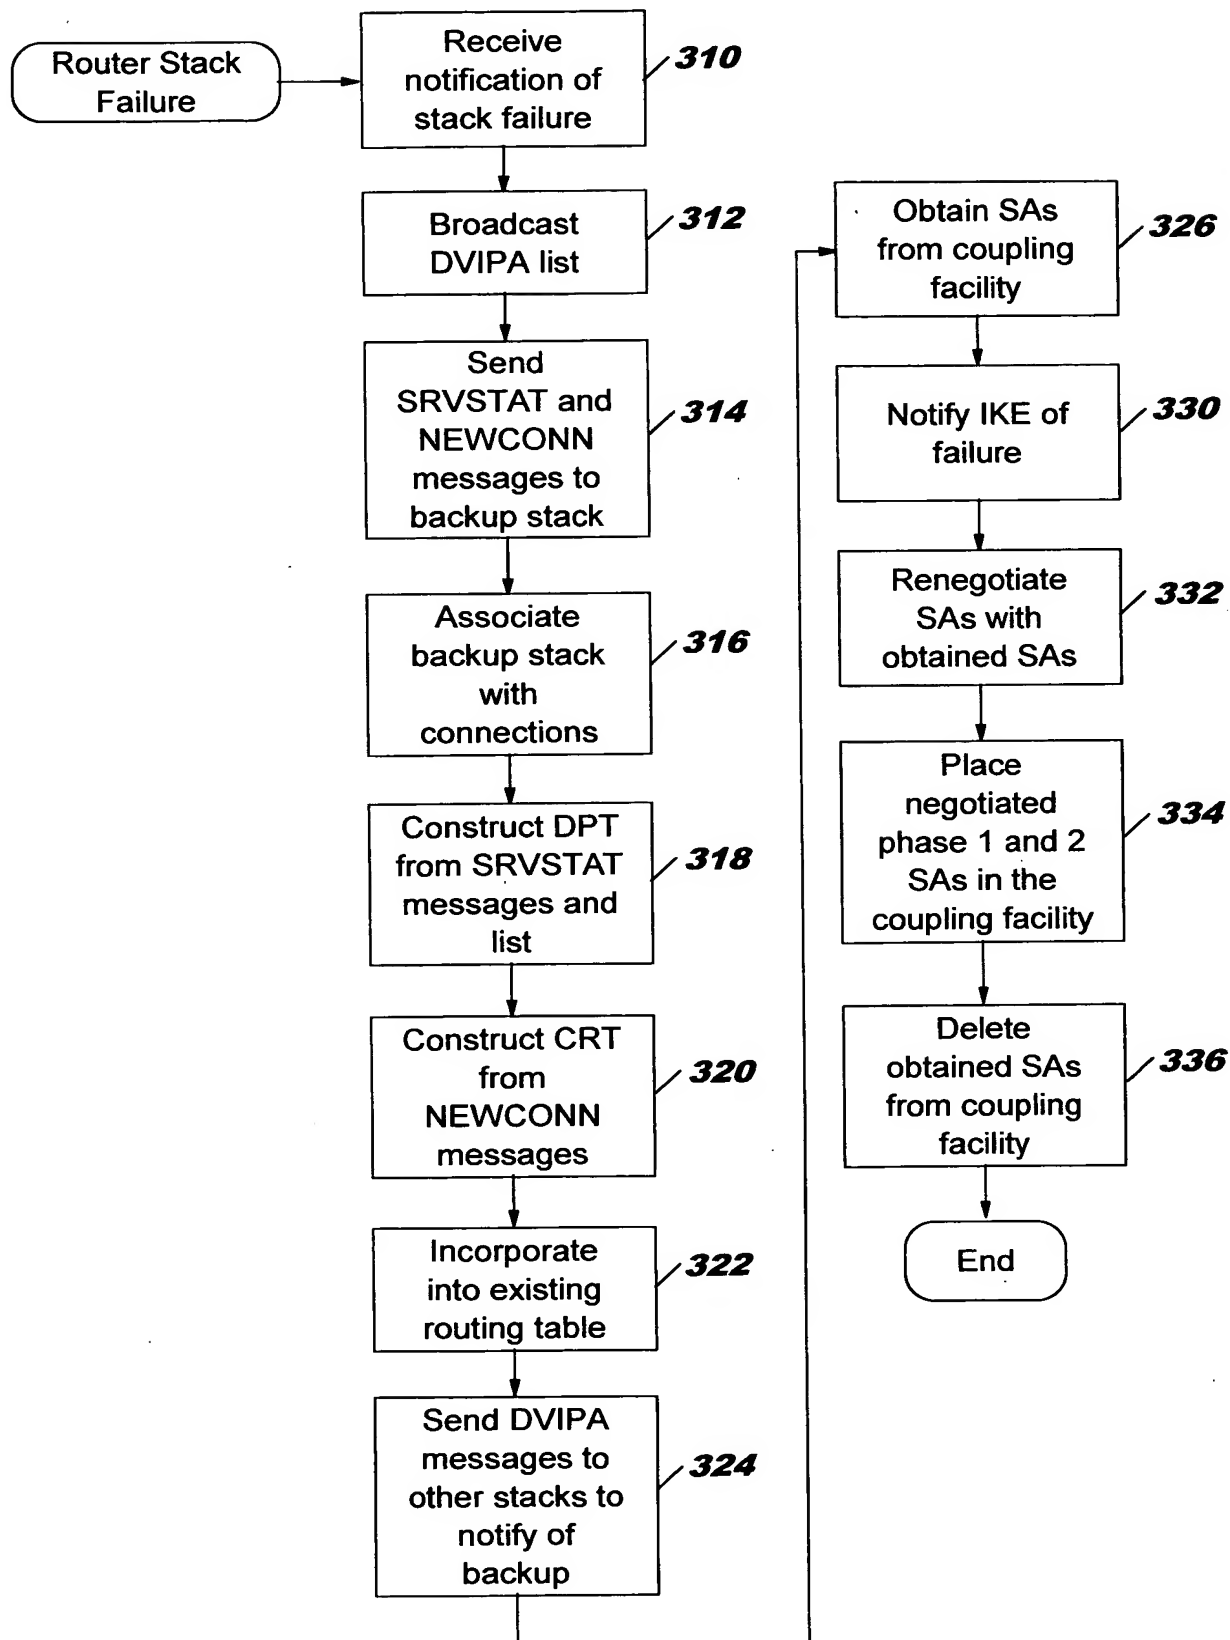 Router Stack
Failure
Receive
notification of
stack failure
310
Broadcast
DVIPA list
312
Send
SRVSTAT and
NEWCONN
messages to
backup stack
314
Associate
backup stack
with
connections
316
Construct DPT
from SRVSTAT
messages and
list
318
Construct CRT
from
NEWCONN
messages
320
Incorporate
into existing
routing table
322
Send DVIPA
messages to
other stacks to
notify of
backup
324
Obtain SAs
from coupling
facility
326
Notify IKE of
failure
330
Renegotiate
SAs with
obtained SAs
332
Place
negotiated
phase 1 and 2
SAs in the
coupling facility
334
Delete
obtained SAs
from coupling
facility
336
End